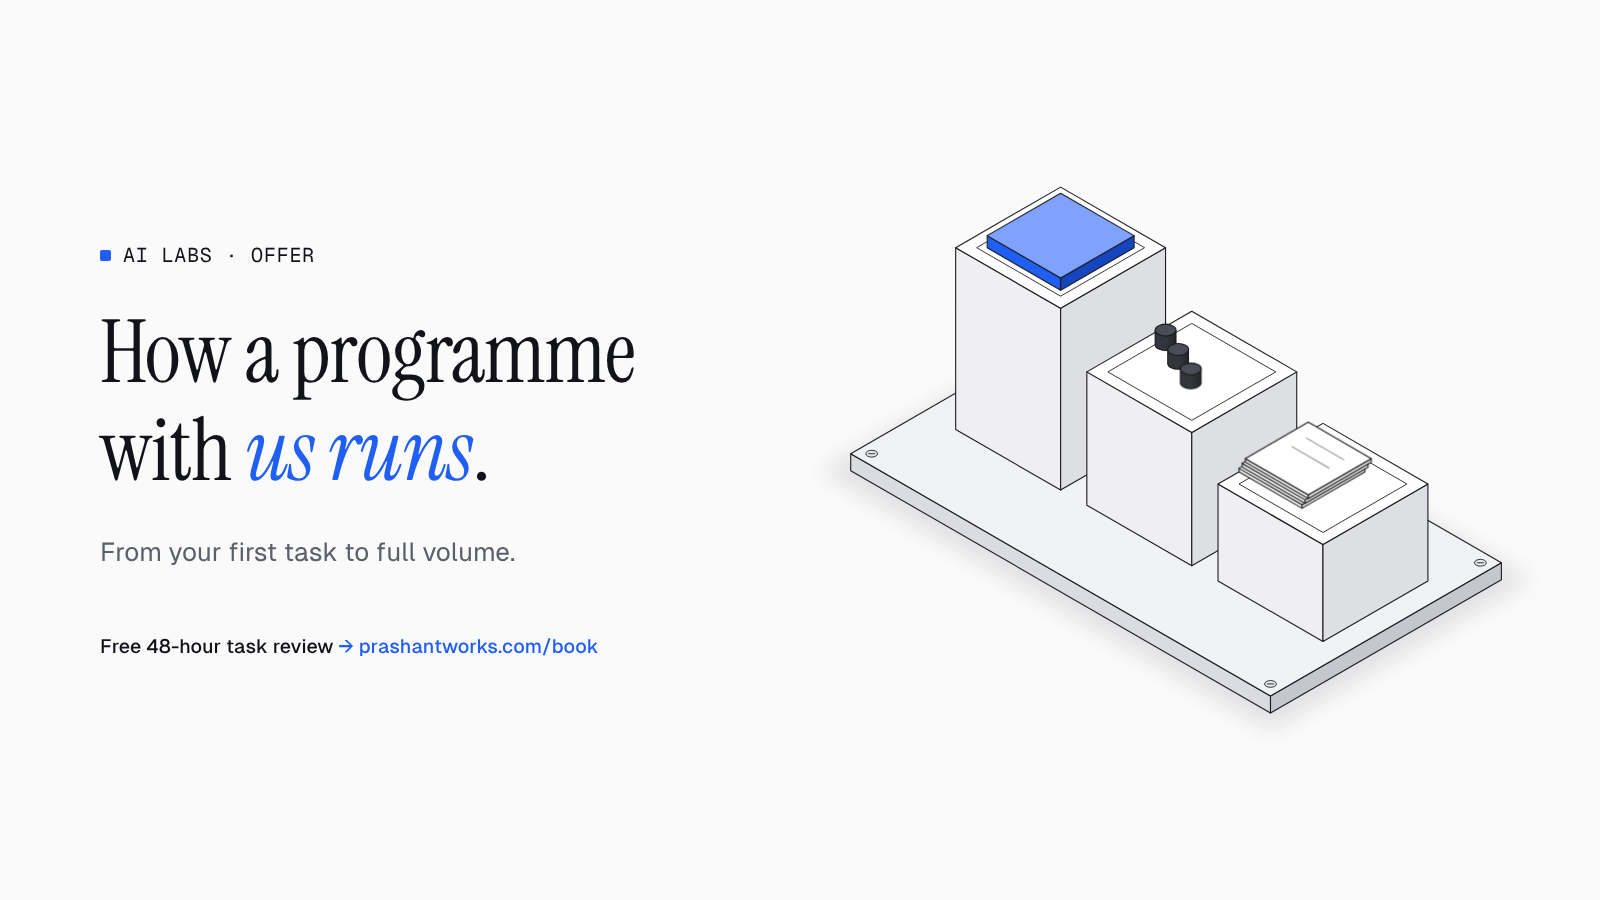 AI LABS · OFFER
How a programme
with us runs.
From your first task to full volume.
Free 48-hour task review → prashantworks.com/book